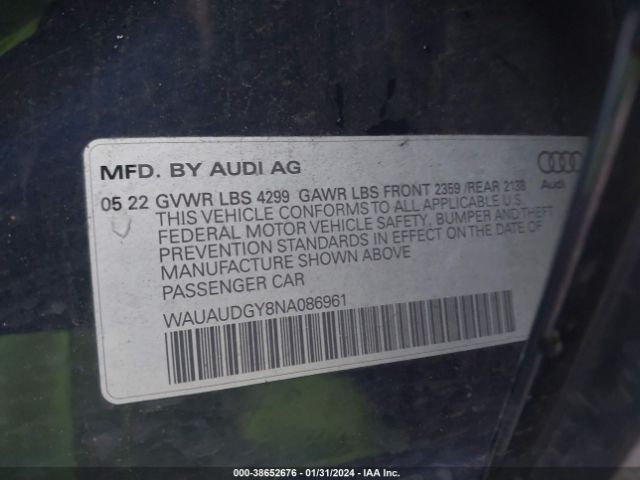 MFD. BY AUDI AG
05 22 GVWR LBS 4299 GAWR LBS FRONT 2359 /REAR 2138
THIS VEHICLE CONFORMS TO ALL APPLICABLE U.S.
FEDERAL MOTOR VEHICLE SAFETY, BUMPER AND THEFT
PREVENTION STANDARDS IN EFFECT ON THE DATE OF
MANUFACTURE SHOWN ABOVE
PASSENGER CAR
WAUAUDGY8NA086961
Audi
000-38652676 - 01/31/2024 - IAA Inc.